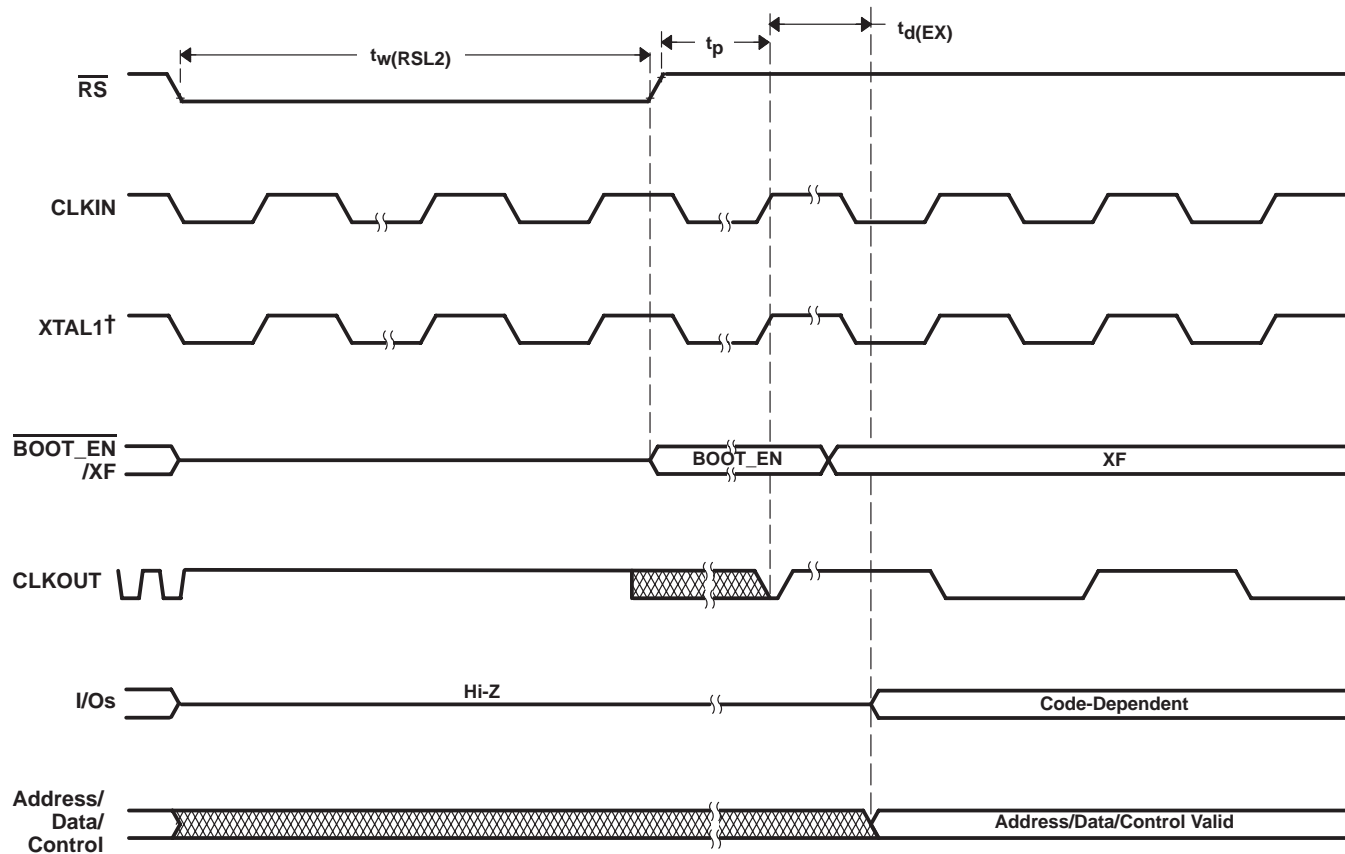 tw(RSL2)
tp
td(EX)
RS
CLKIN
XTAL1†
BOOT_EN
/XF
BOOT_EN
XF
CLKOUT
I/Os
Hi-Z
Code-Dependent
Address/
Data/
Control
Address/Data/Control Valid